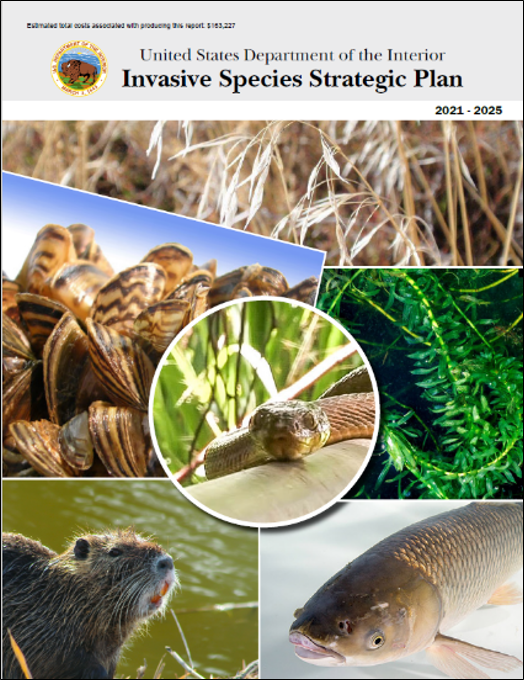 Estimated total costs associated with producing this report: $163,227
United States Department of the Interior
Invasive Species Strategic Plan
2021 - 2025